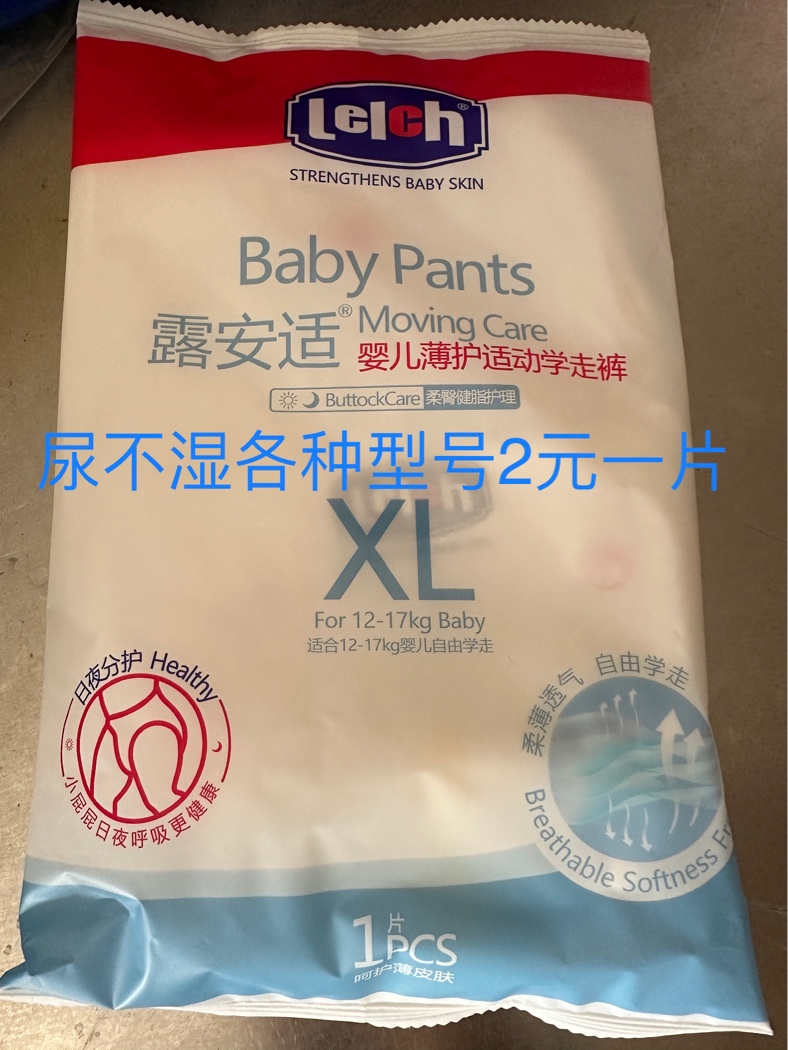 Leich®
STRENGTHENS BABY SKIN
Baby Pants
露安适® Moving Care
婴儿薄护适动学走裤
ButtockCare 柔臀健脂护理
尿不湿各种型号2元一片
XL
For 12-17kg Baby
适合12-17kg婴儿自由学走
日夜分护 Healthy
小屁屁日夜呼吸更健康
柔薄透气 自由学走
Breathable Softness
1片PCS
呵护薄皮肤